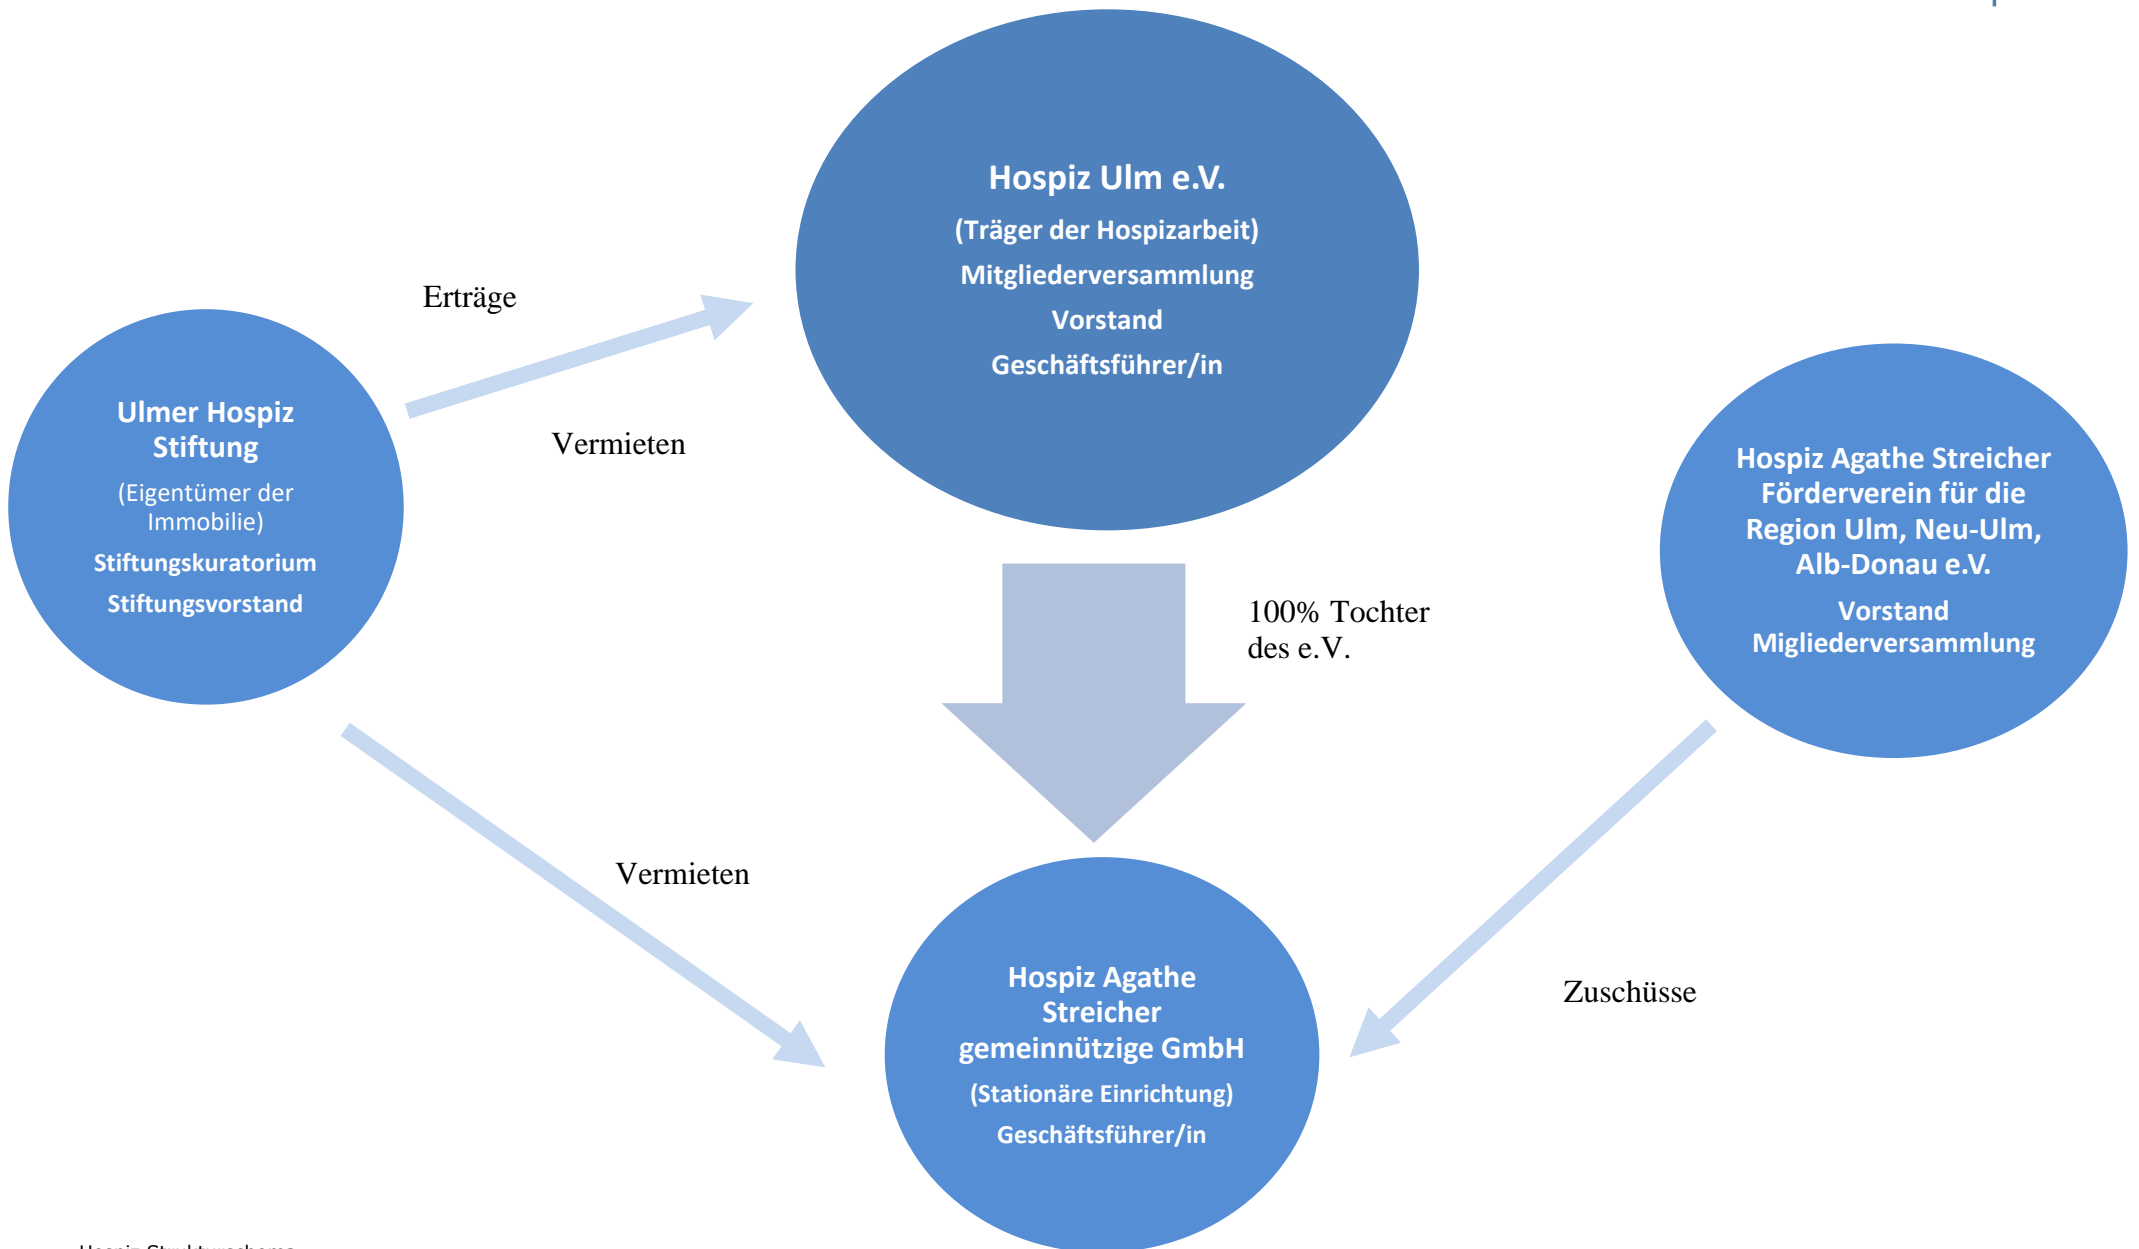 Hospiz Ulm e.V.
(Träger der Hospizarbeit)
Mitgliederversammlung
Vorstand
Geschäftsführer/in
Erträge
Vermieten
Ulmer Hospiz
Stiftung
(Eigentümer der
Immobilie)
Stiftungskuratorium
Stiftungsvorstand
Hospiz Agathe Streicher
Förderverein für die
Region Ulm, Neu-Ulm,
Alb-Donau e.V.
Vorstand
Migliederversammlung
100% Tochter
des e.V.
Vermieten
Zuschüsse
Hospiz Agathe
Streicher
gemeinnützige GmbH
(Stationäre Einrichtung)
Geschäftsführer/in
Hospiz Strukturschema